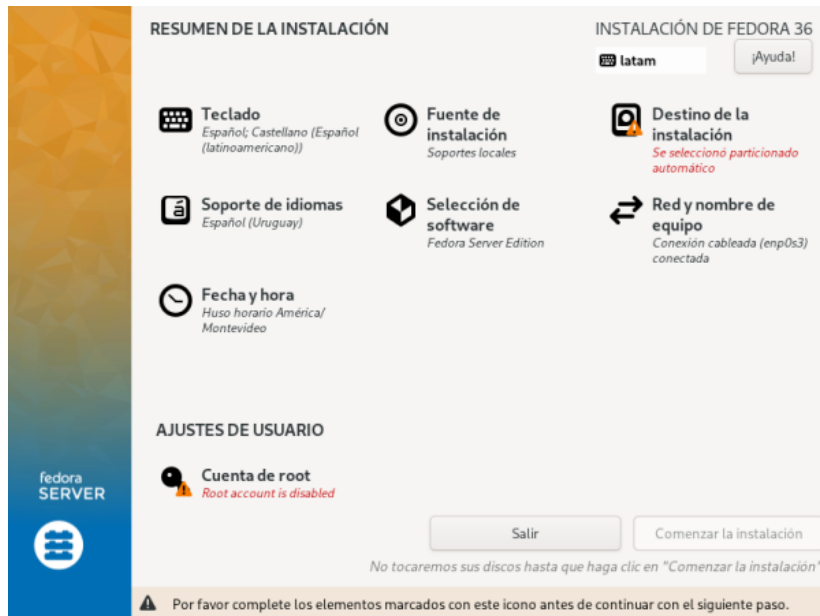 RESUMEN DE LA INSTALACIÓN
INSTALACIÓN DE FEDORA 36
latam
¡Ayuda!
Teclado
Español; Castellano (Español
(latinoamericano))
Fuente de
instalación
Soportes locales
Destino de la
instalación
Se seleccionó particionado
automático
Soporte de idiomas
Español (Uruguay)
Selección de
software
Fedora Server Edition
Red y nombre de
equipo
Conexión cableada (enp0s3)
conectada
Fecha y hora
Huso horario América/
Montevideo
AJUSTES DE USUARIO
Cuenta de root
Root account is disabled
fedora
SERVER
Salir
Comenzar la instalación
No tocaremos sus discos hasta que haga clic en "Comenzar la instalación"
Por favor complete los elementos marcados con este icono antes de continuar con el siguiente paso.